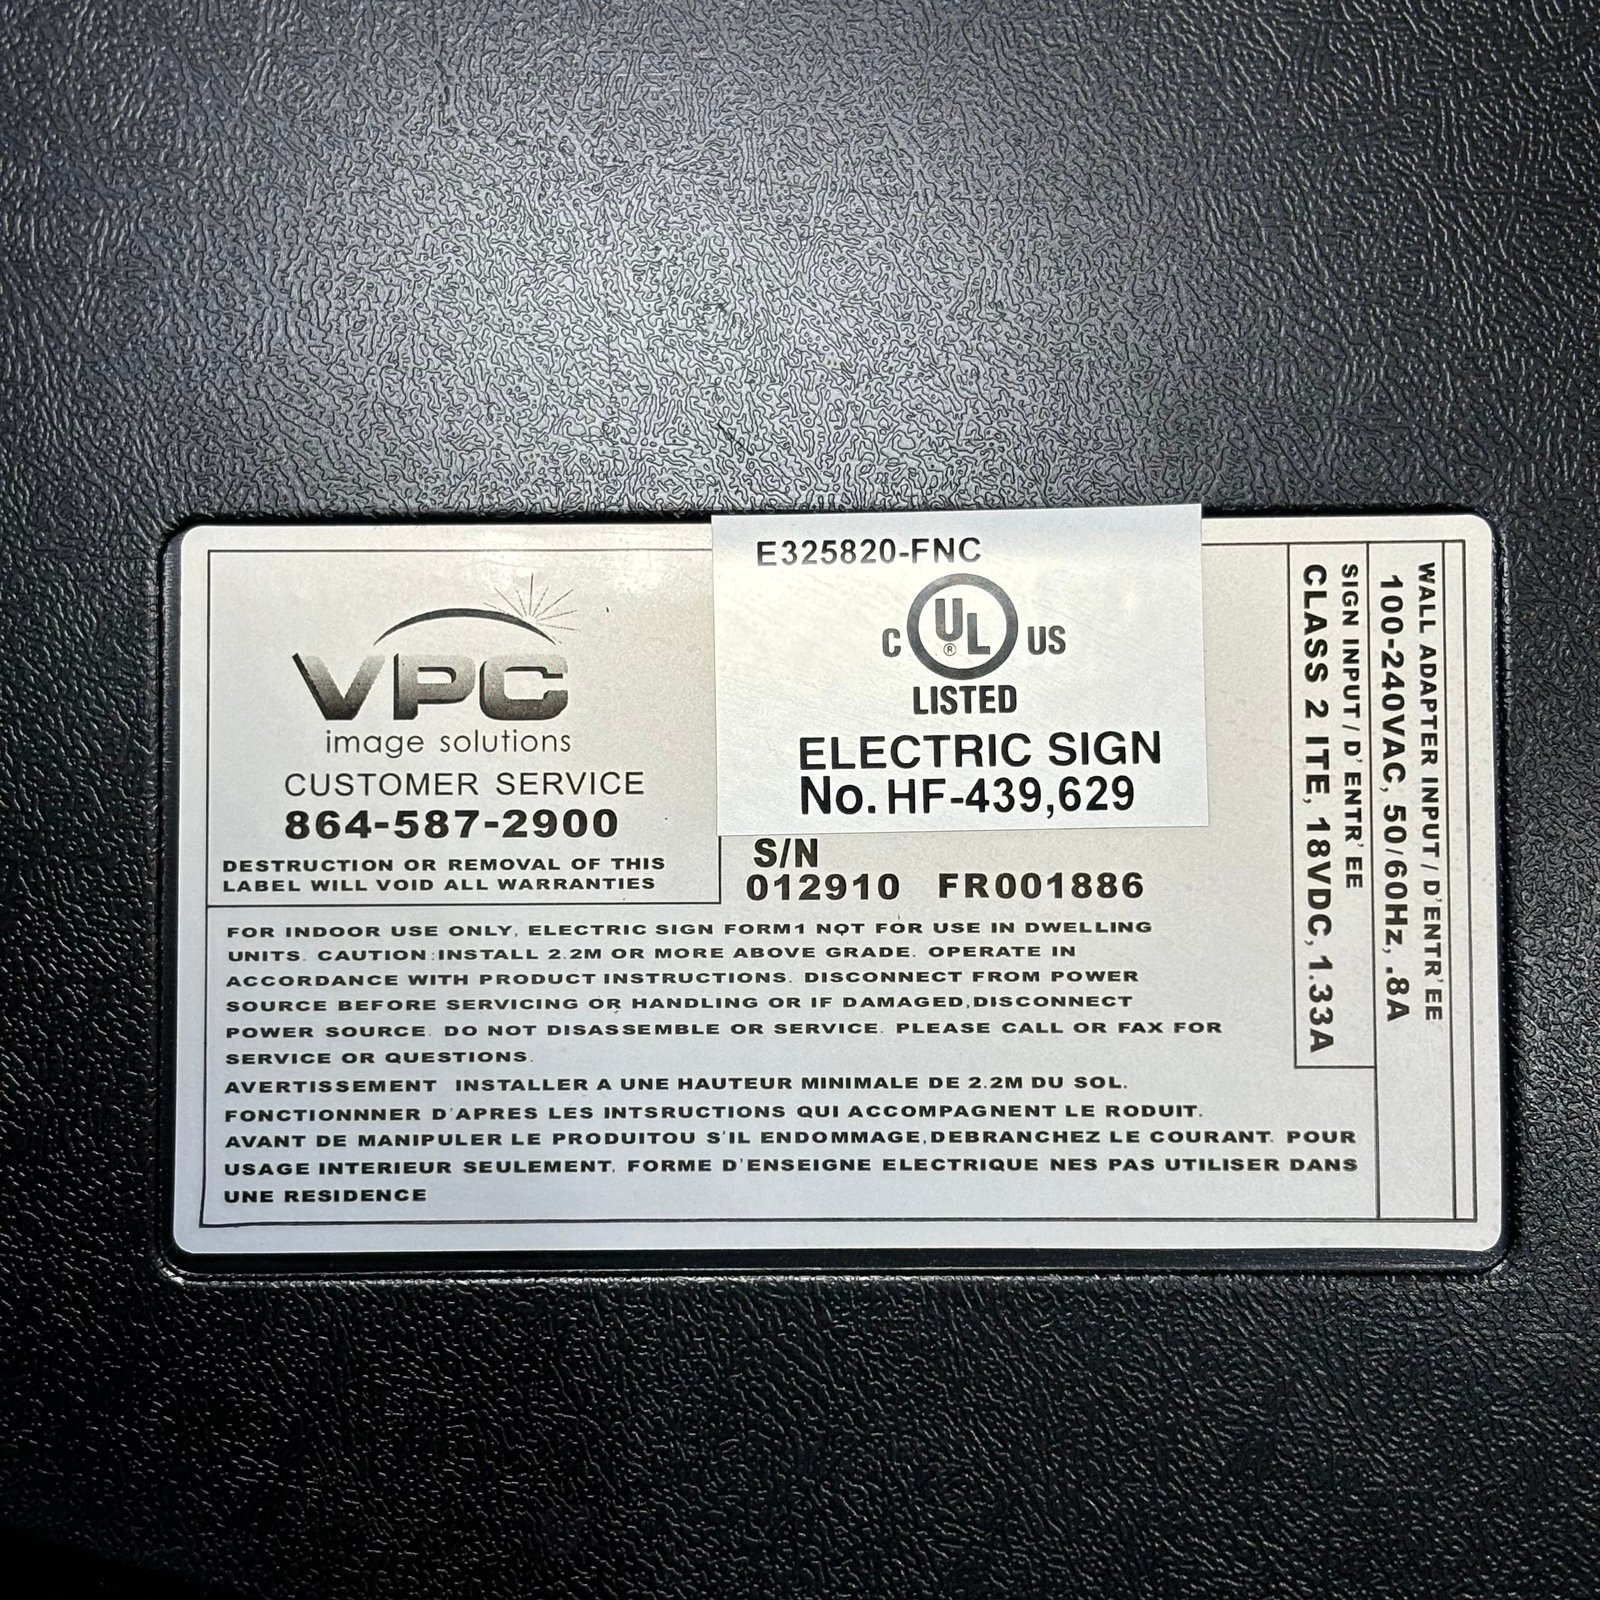 VPC
image solutions
CUSTOMER SERVICE
864-587-2900
DESTRUCTION OR REMOVAL OF THIS
LABEL WILL VOID ALL WARRANTIES
E325820-FNC
C UL ® US
LISTED
ELECTRIC SIGN
No. HF-439,629
S/N
012910 FR001886
FOR INDOOR USE ONLY, ELECTRIC SIGN FORM1 NOT FOR USE IN DWELLING
UNITS. CAUTION:INSTALL 2.2M OR MORE ABOVE GRADE. OPERATE IN
ACCORDANCE WITH PRODUCT INSTRUCTIONS. DISCONNECT FROM POWER
SOURCE BEFORE SERVICING OR HANDLING OR IF DAMAGED,DISCONNECT
POWER SOURCE. DO NOT DISASSEMBLE OR SERVICE. PLEASE CALL OR FAX FOR
SERVICE OR QUESTIONS.
AVERTISSEMENT INSTALLER A UNE HAUTEUR MINIMALE DE 2.2M DU SOL.
FONCTIONNNER D'APRES LES INTSRUCTIONS QUI ACCOMPAGNENT LE RODUIT.
AVANT DE MANIPULER LE PRODUITOU S'IL ENDOMMAGE,DEBRANCHEZ LE COURANT. POUR
USAGE INTERIEUR SEULEMENT, FORME D'ENSEIGNE ELECTRIQUE NES PAS UTILISER DANS
UNE RESIDENCE
WALL ADAPTER INPUT / D'ENTR'EE
100-240VAC, 50/60Hz, .8A
SIGN INPUT / D'ENTR'EE
CLASS 2 ITE, 18VDC, 1.33A